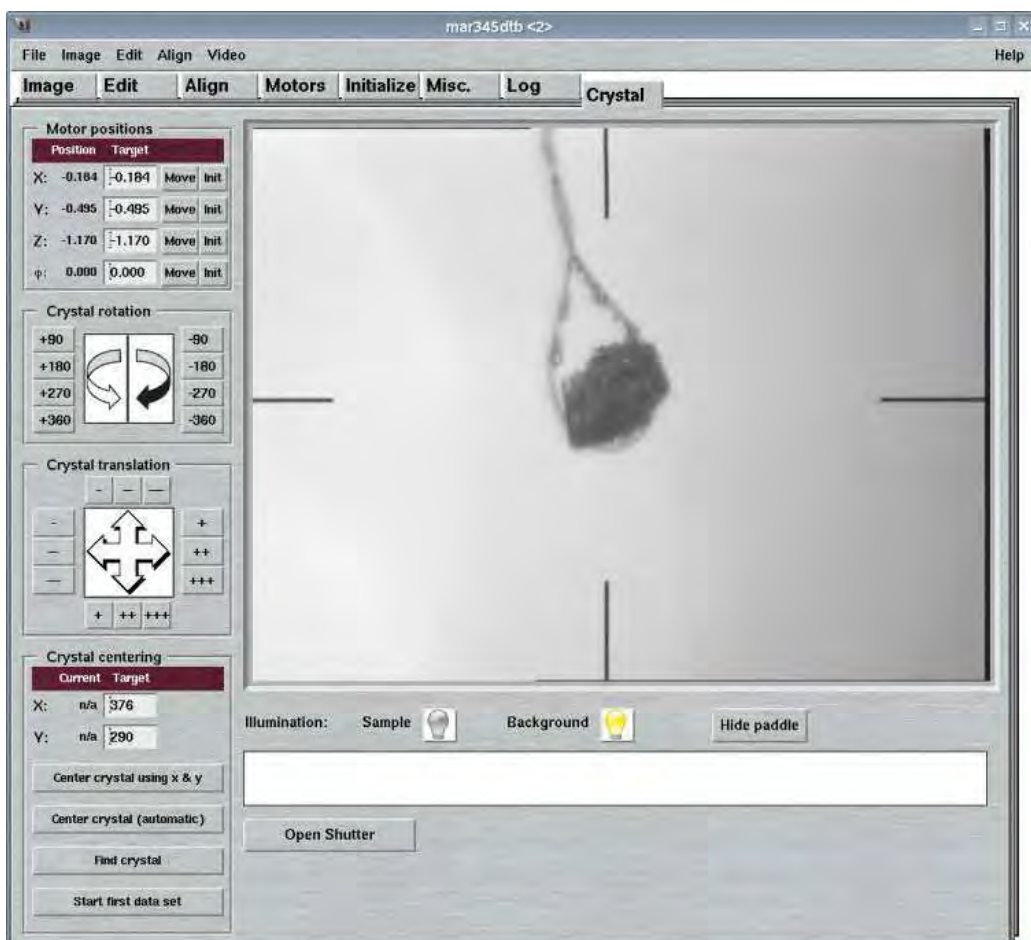 mar345dtb <2>
File Image Edit Align Video Help
Image Edit Align Motors Initialize Misc. Log Crystal
Motor positions
Position Target
X: -0.184 -0.184 Move Init
Y: -0.495 -0.495 Move Init
Z: -1.170 -1.170 Move Init
φ: 0.000 0.000 Move Init
Crystal rotation
+90 -90
+180 -180
+270 -270
+360 -360
Crystal translation
- -- ---
- +
-- ++
--- +++
+ ++ +++
Crystal centering
Current Target
X: n/a 376
Y: n/a 290
Center crystal using x & y
Center crystal (automatic)
Find crystal
Start first data set
Illumination: Sample Background Hide paddle
Open Shutter